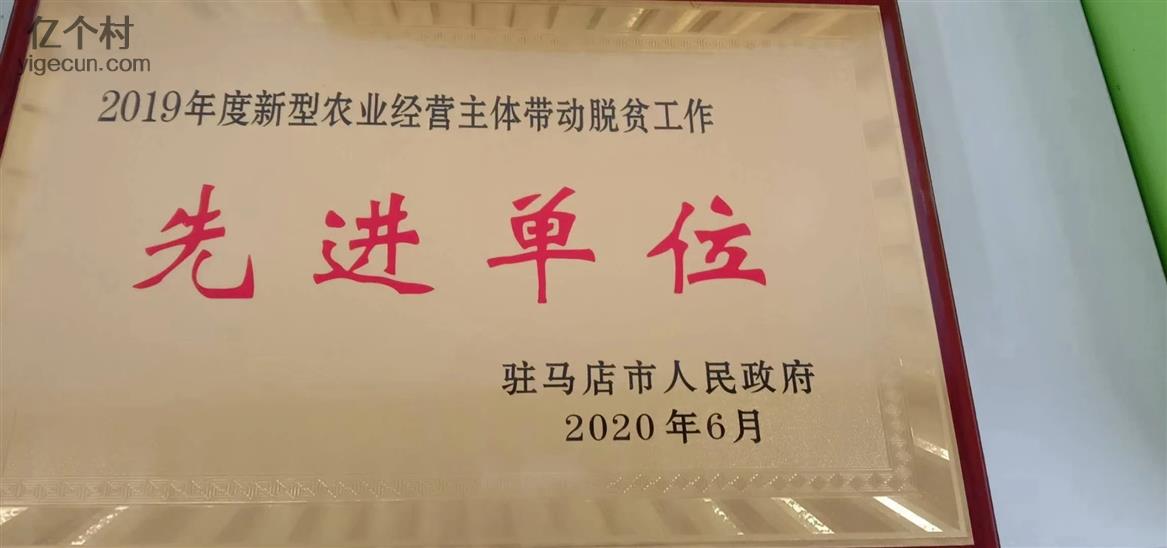 亿个村
yigecun.com
2019年度新型农业经营主体带动脱贫工作
先进单位
驻马店市人民政府
2020年6月